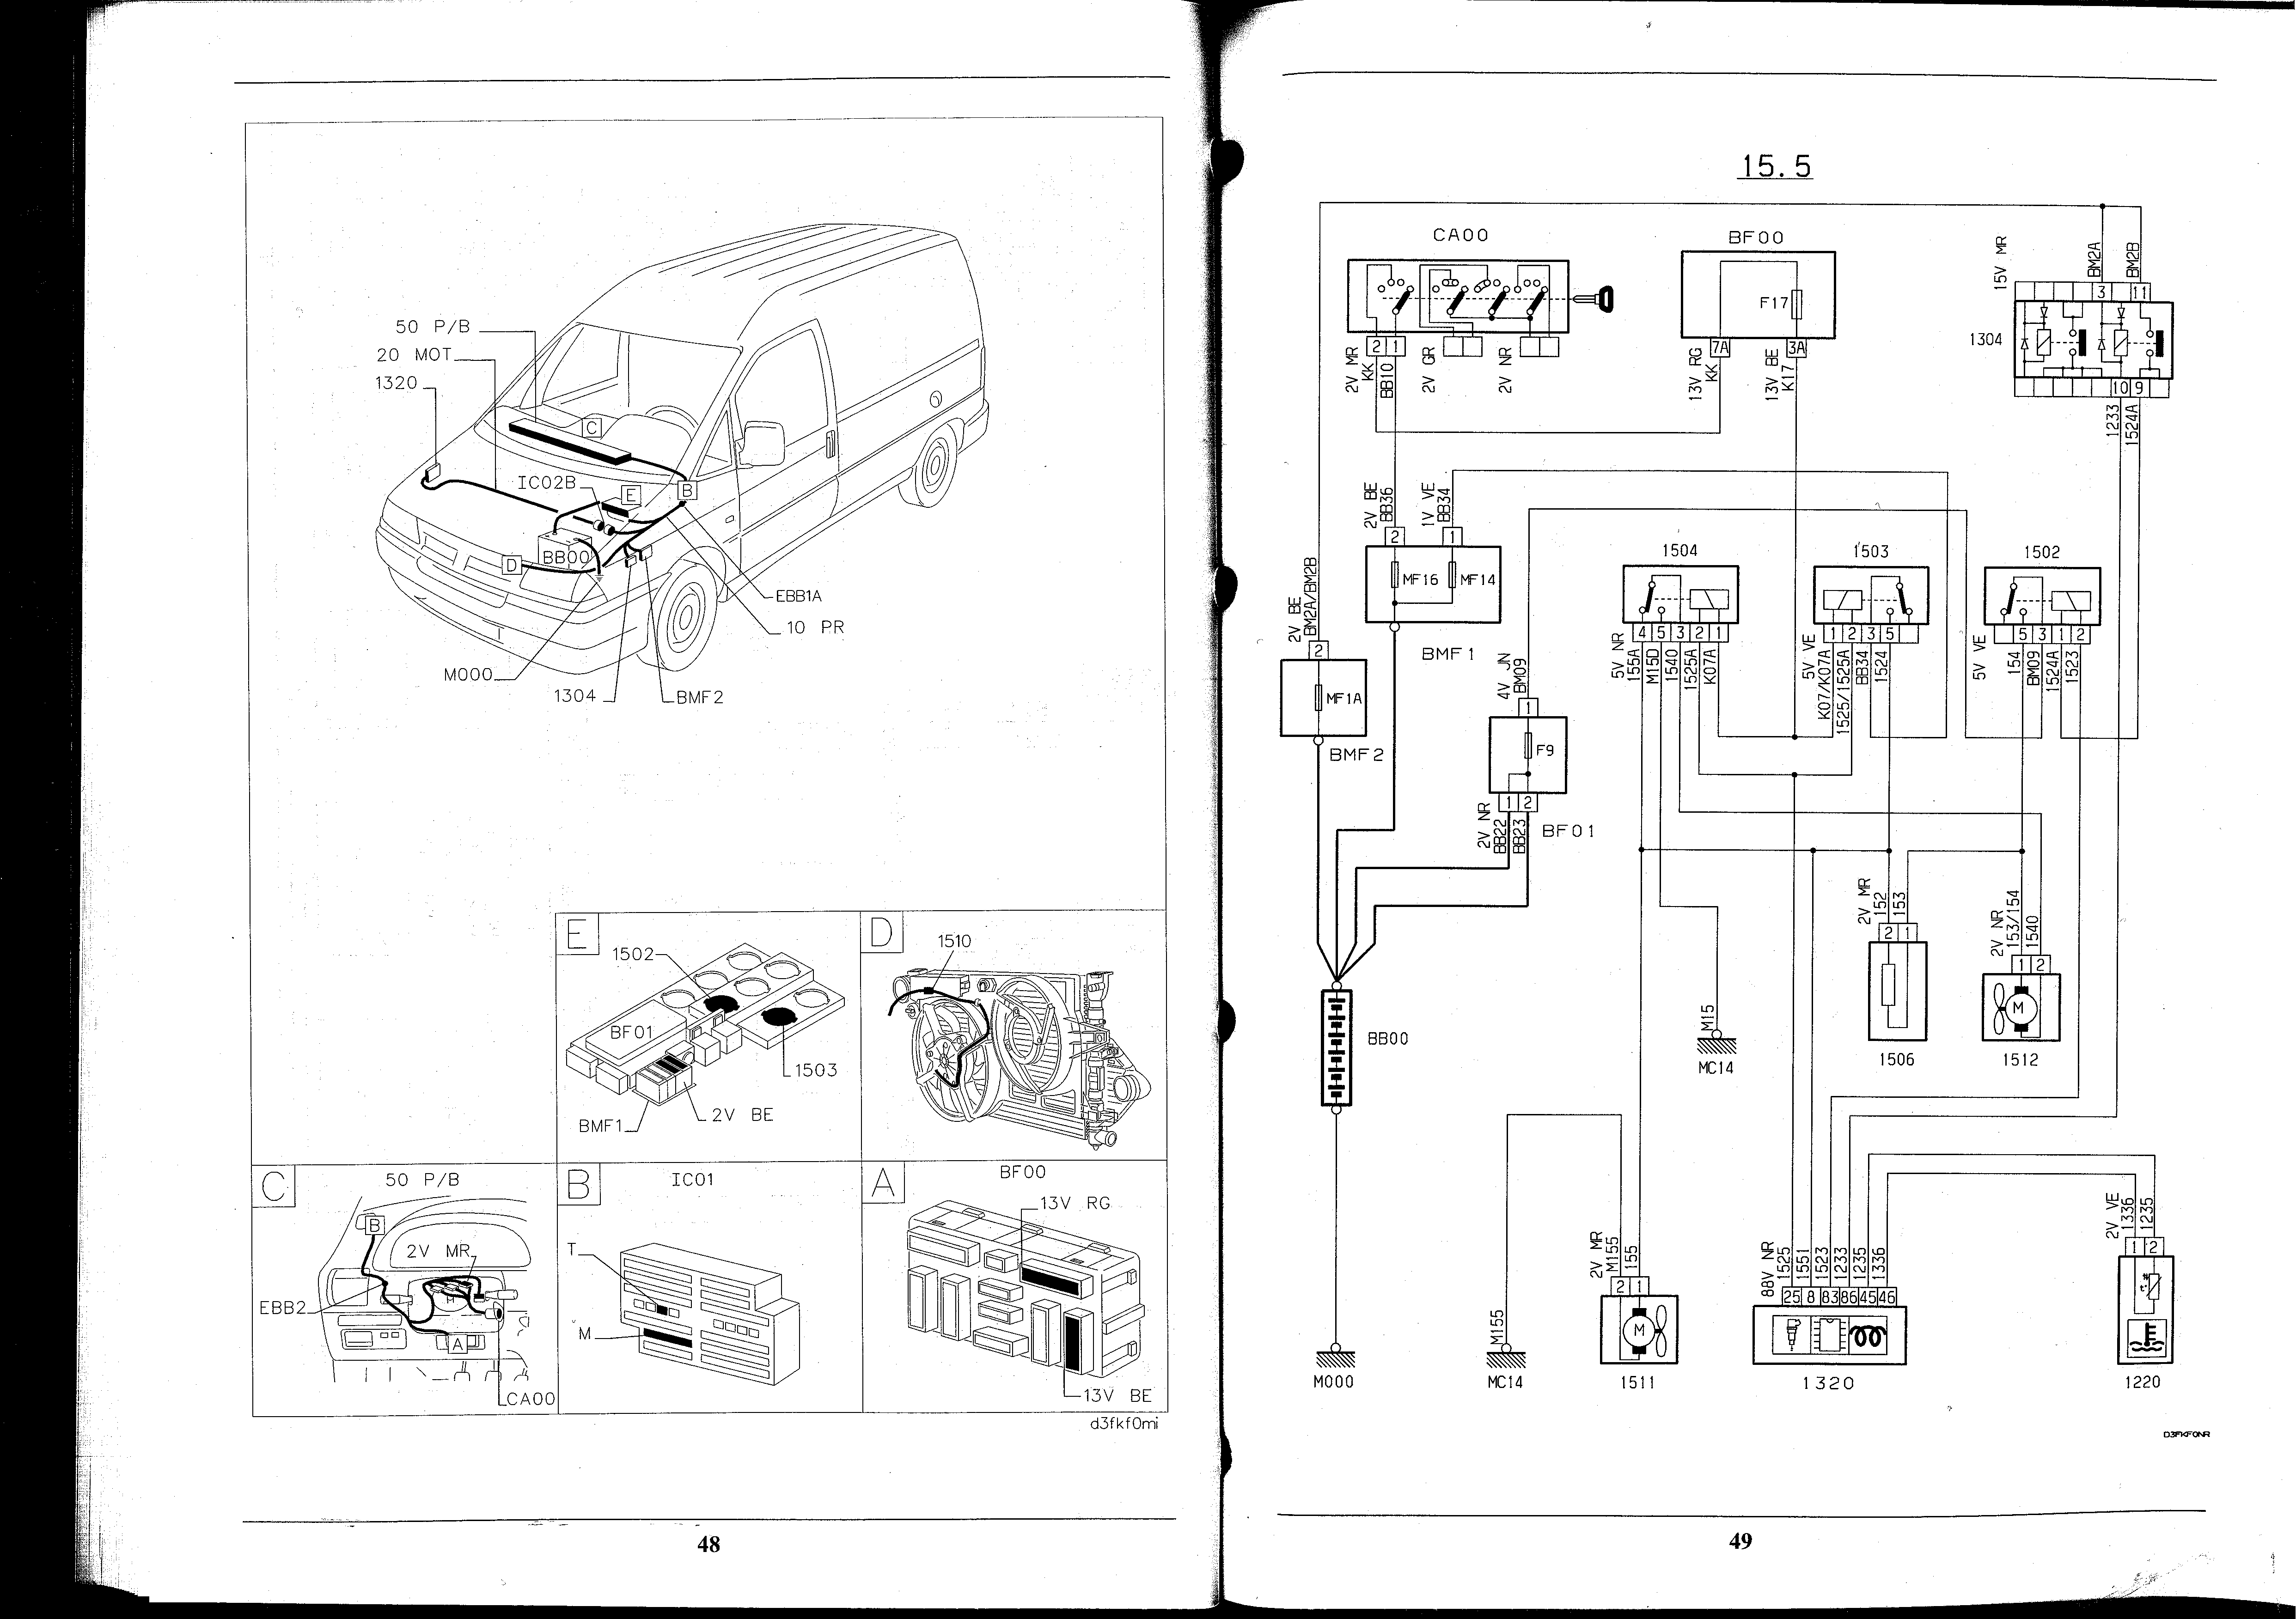 50 P/B
20 MOT
1320
C
IC02B
E
B
BB00
D
EBB1A
10 PR
M000
1304
BMF2
E
1502
BF01
1503
2V BE
BMF1
D
1510
C
50 P/B
B
2V MR
EBB2
A
CA00
B
IC01
T
M
A
BF00
13V RG
13V BE
d3fkf0mi
48
15.5
CA00
BF00
F17
15V MR
BM2A
BM2B
3
11
1304
10
9
1233
1524A
2
1
2V MR
KK
BB10
2V GR
2V NR
7A
3A
13V RG
KK
13V BE
K17
2V BE
BB36
1V VE
BB34
2
1
MF16
MF14
BMF1
2V BE
BM2A/BM2B
2
MF1A
BMF2
4V JN
BM09
1
F9
1
2
2V NR
BB22
BB23
BF01
1504
4
5
3
2
1
5V NR
155A
M15D
1540
1525A
K07A
1503
1
2
3
5
5V VE
K07/K07A
1525/1525A
BB34
1524
1502
5
3
1
2
5V VE
154
BM09
1524A
1523
2V MR
152
153
2
1
1506
2V NR
153/154
1540
1
2
M
1512
M15
MC14
BB00
M000
M155
MC14
2V MR
M155
155
2
1
M
1511
88V NR
1525
1551
1523
1233
1235
1336
25
8
83
86
45
46
1320
2V VE
1336
1235
1
2
1220
D3FKF0NR
49